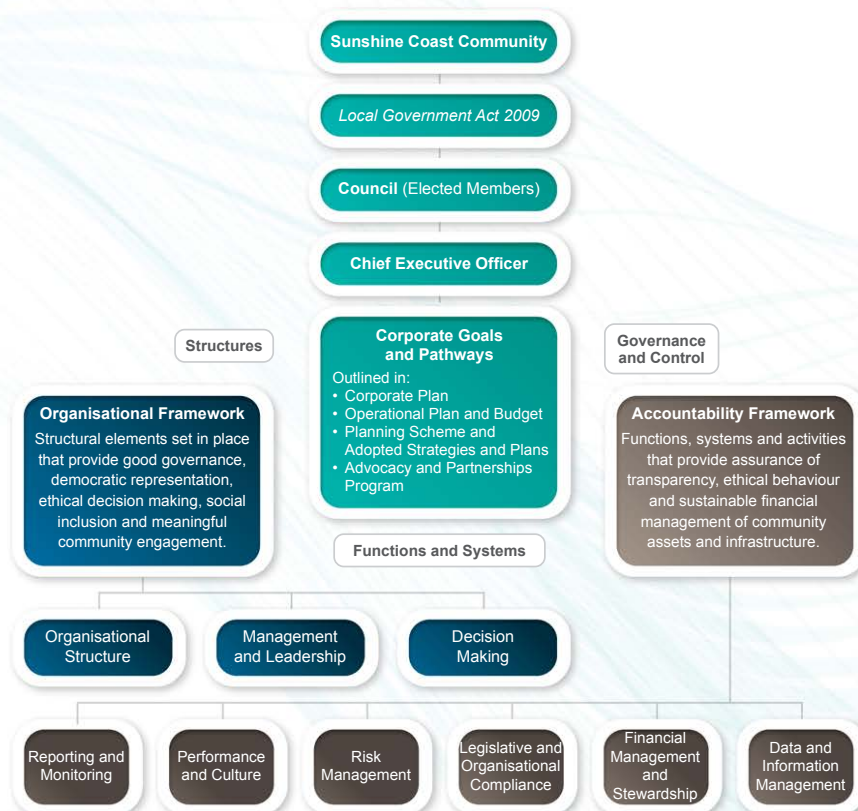 Sunshine Coast Community
Local Government Act 2009
Council (Elected Members)
Chief Executive Officer
Structures
Corporate Goals
and Pathways
Outlined in:
• Corporate Plan
• Operational Plan and Budget
• Planning Scheme and
Adopted Strategies and Plans
• Advocacy and Partnerships
Program
Governance
and Control
Organisational Framework
Structural elements set in place
that provide good governance,
democratic representation,
ethical decision making, social
inclusion and meaningful
community engagement.
Accountability Framework
Functions, systems and activities
that provide assurance of
transparency, ethical behaviour
and sustainable financial
management of community
assets and infrastructure.
Functions and Systems
Organisational
Structure
Management
and Leadership
Decision
Making
Reporting and
Monitoring
Performance
and Culture
Risk
Management
Legislative and
Organisational
Compliance
Financial
Management
and
Stewardship
Data and
Information
Management